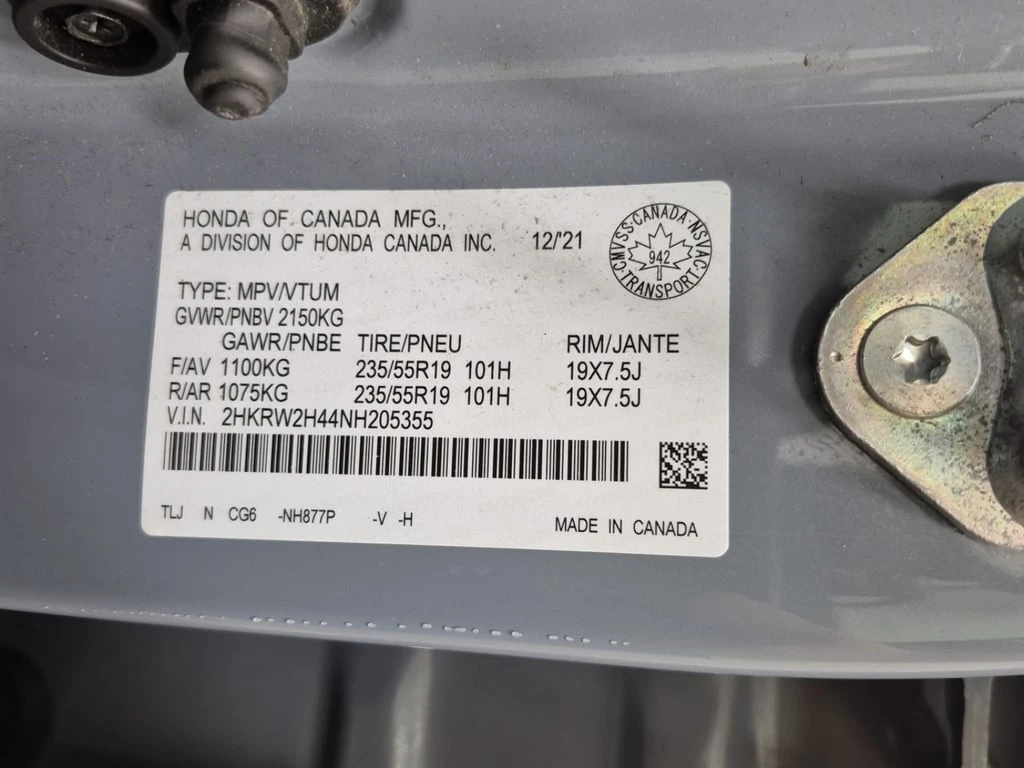 HONDA OF CANADA MFG.,
A DIVISION OF HONDA CANADA INC. 12/'21
CMVSS·CANADA·NSVAC·TRANSPORT·
942
TYPE: MPV/VTUM
GVWR/PNBV 2150KG
GAWR/PNBE TIRE/PNEU RIM/JANTE
F/AV 1100KG 235/55R19 101H 19X7.5J
R/AR 1075KG 235/55R19 101H 19X7.5J
V.I.N. 2HKRW2H44NH205355
TLJ N CG6 -NH877P -V -H
MADE IN CANADA